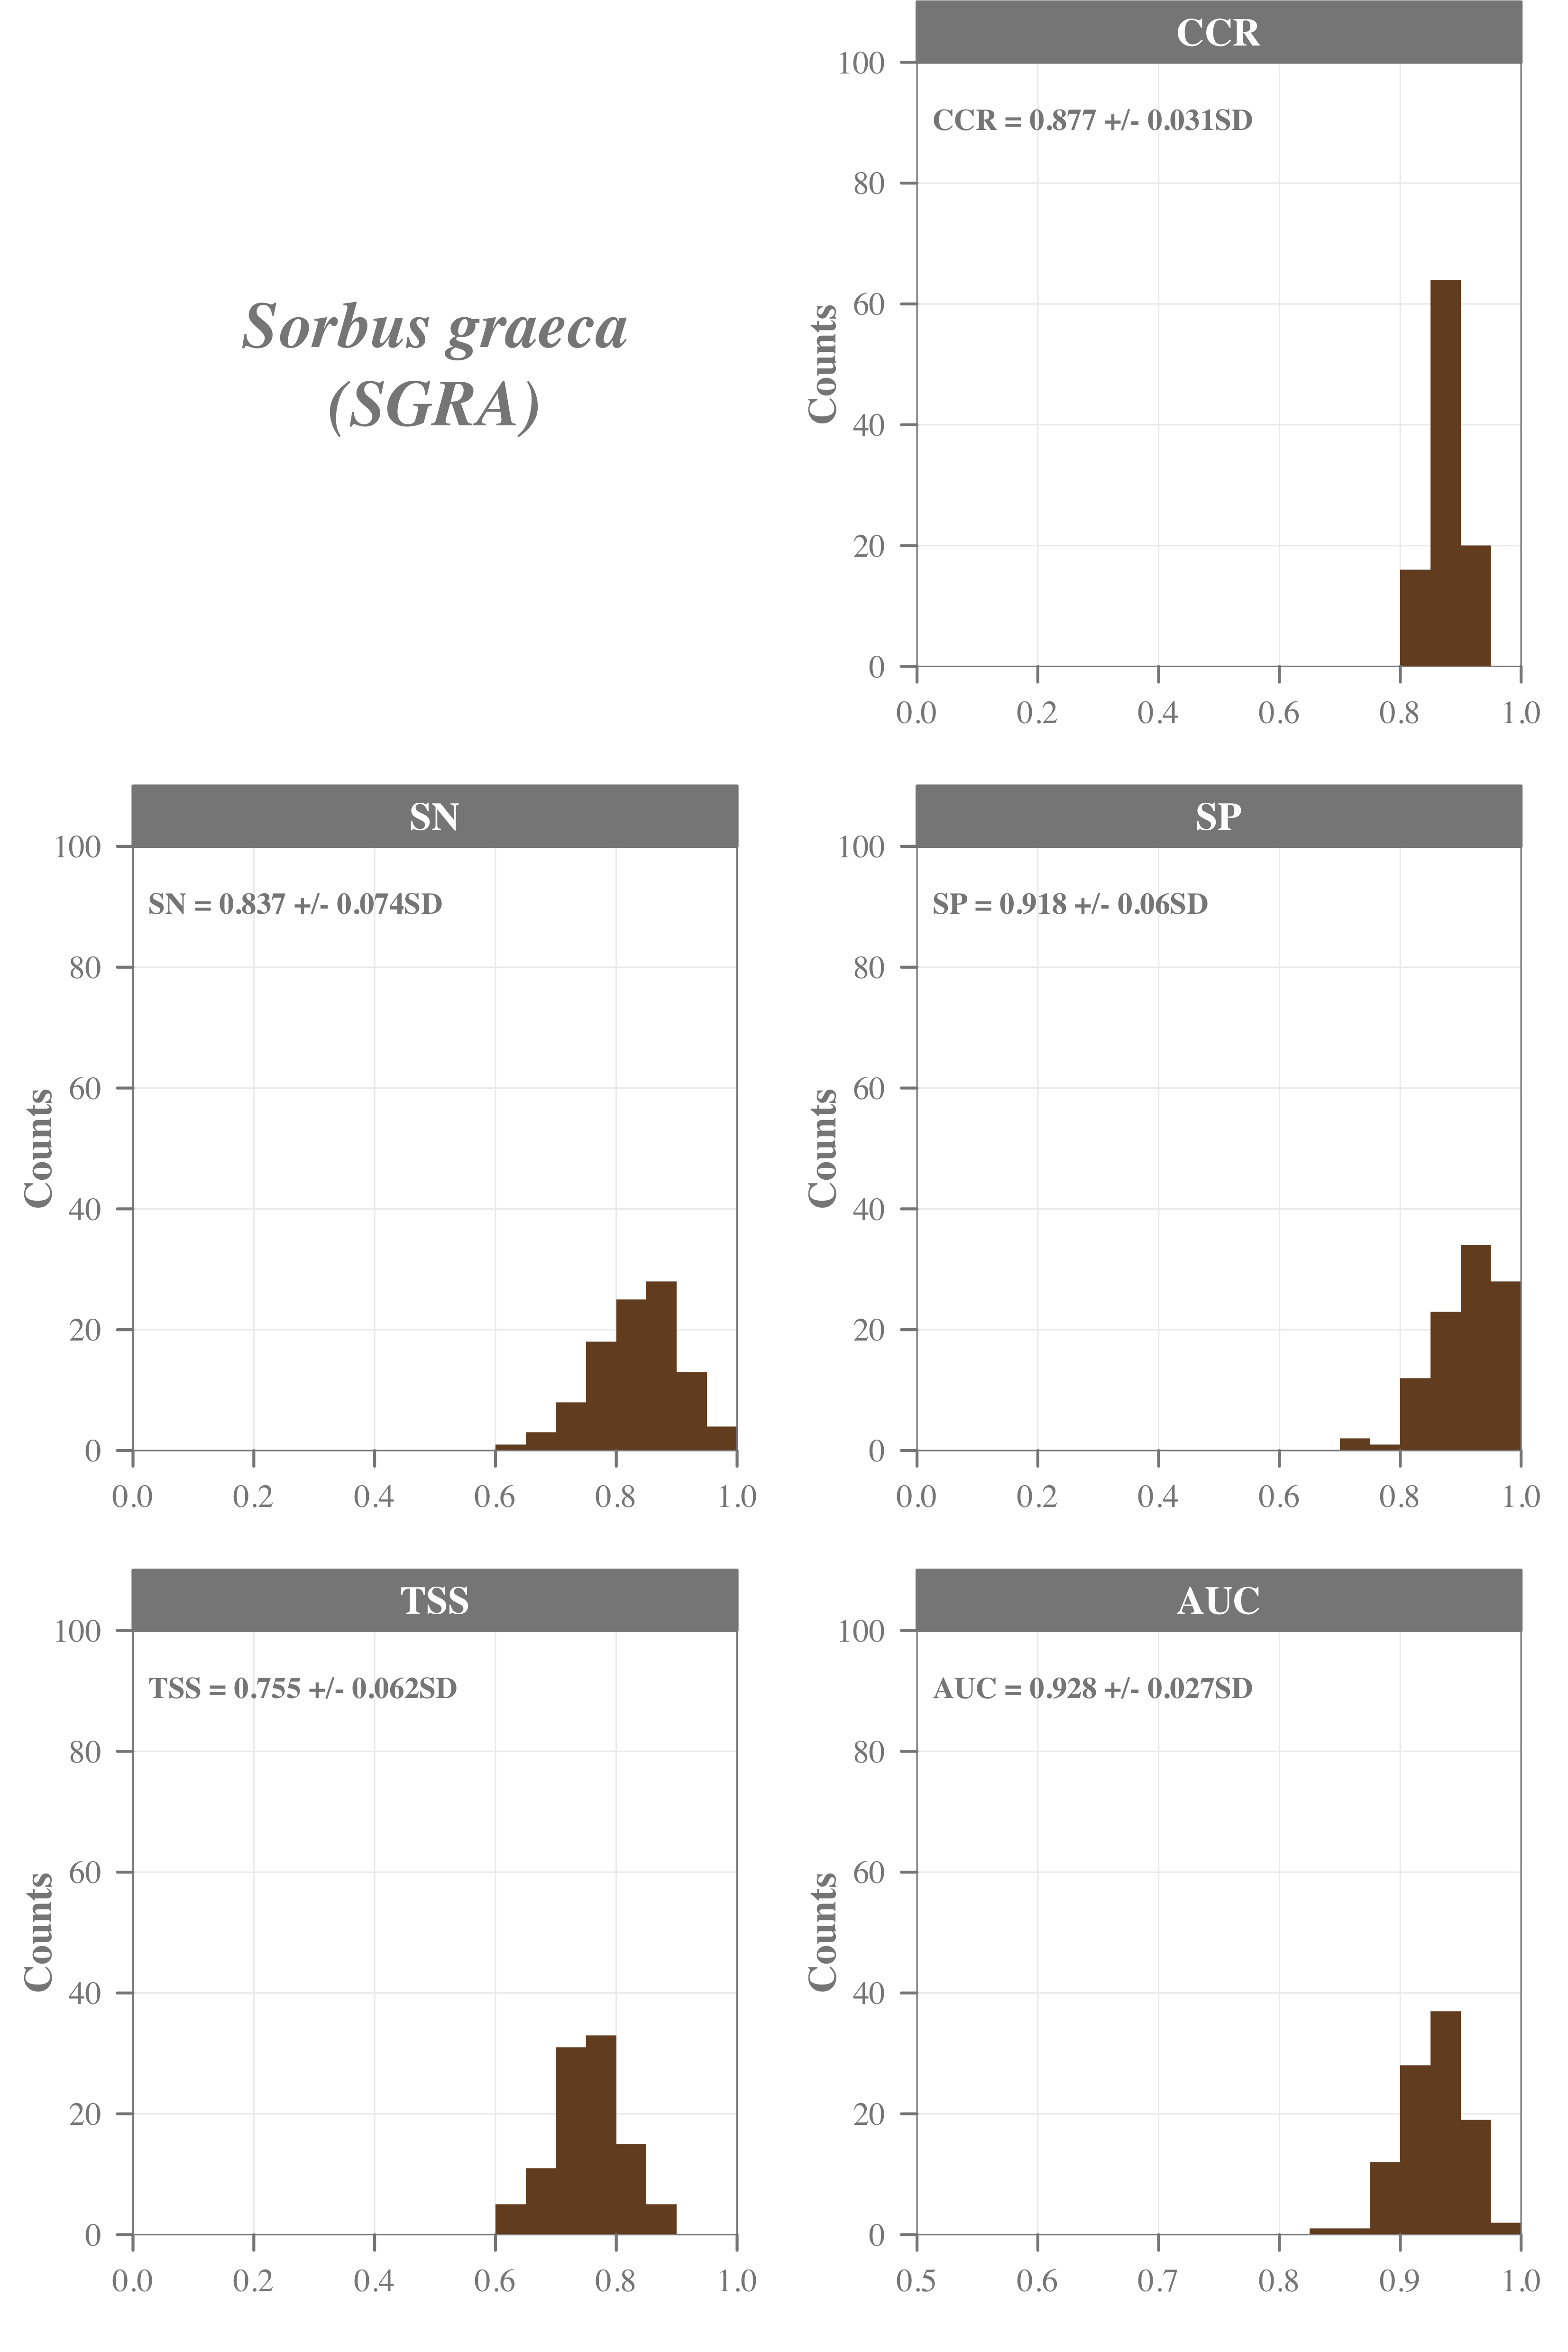 Sorbus graeca
(SGRA)
CCR
CCR = 0.877 +/- 0.031SD
Counts
100
80
60
40
20
0
0.0 0.2 0.4 0.6 0.8 1.0
SN
SN = 0.837 +/- 0.074SD
Counts
100
80
60
40
20
0
0.0 0.2 0.4 0.6 0.8 1.0
SP
SP = 0.918 +/- 0.06SD
Counts
100
80
60
40
20
0
0.0 0.2 0.4 0.6 0.8 1.0
TSS
TSS = 0.755 +/- 0.062SD
Counts
100
80
60
40
20
0
0.0 0.2 0.4 0.6 0.8 1.0
AUC
AUC = 0.928 +/- 0.027SD
Counts
100
80
60
40
20
0
0.5 0.6 0.7 0.8 0.9 1.0